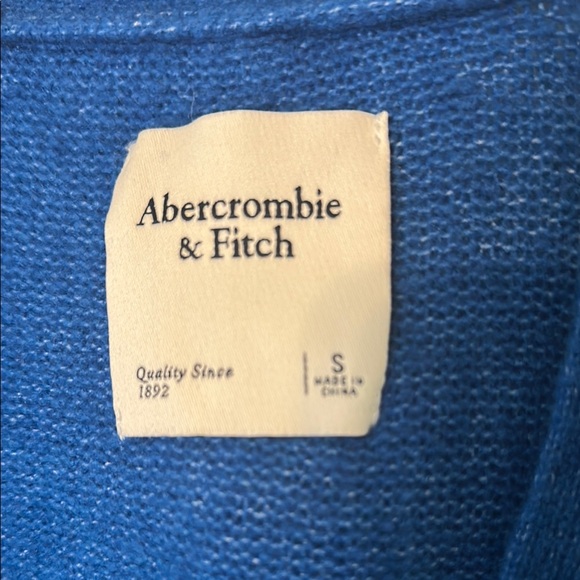 Abercrombie
& Fitch
Quality Since
1892
S
MADE IN
CHINA